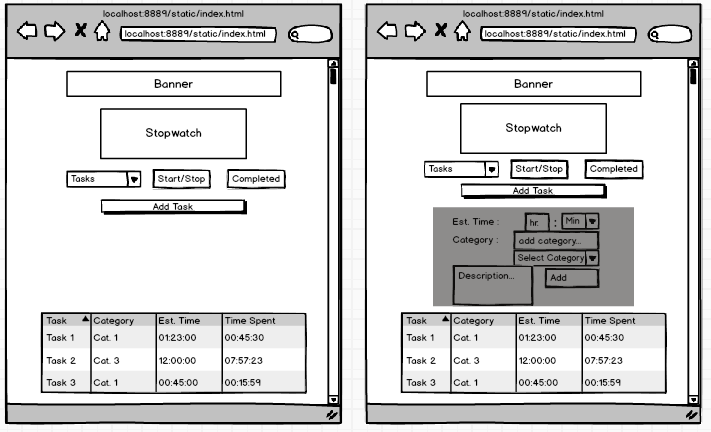 localhost:8889/static/index.html
localhost:8889/static/index.html
Banner
Stopwatch
Tasks Start/Stop Completed
Add Task
Task Category Est. Time Time Spent
Task 1 Cat. 1 01:23:00 00:45:30
Task 2 Cat. 3 12:00:00 07:57:23
Task 3 Cat. 1 00:45:00 00:15:59
localhost:8889/static/index.html
localhost:8889/static/index.html
Banner
Stopwatch
Tasks Start/Stop Completed
Add Task
Est. Time : hr. : Min
Category : add category...
Select Category
Description... Add
Task Category Est. Time Time Spent
Task 1 Cat. 1 01:23:00 00:45:30
Task 2 Cat. 3 12:00:00 07:57:23
Task 3 Cat. 1 00:45:00 00:15:59